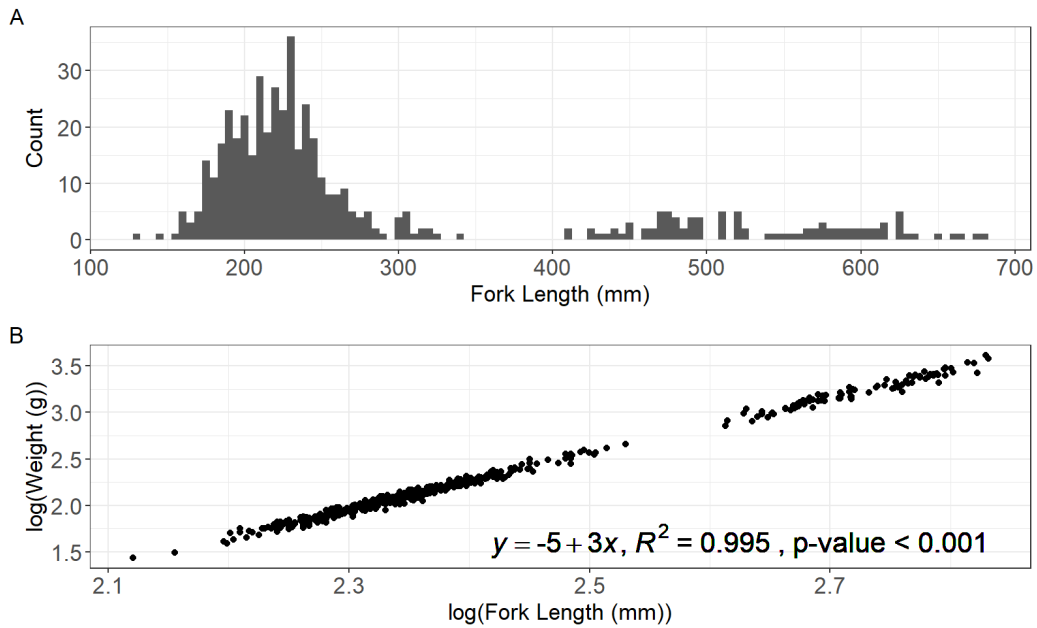 A
30
20
10
0
Count
100 200 300 400 500 600 700
Fork Length (mm)
B
3.5
3.0
2.5
2.0
1.5
log(Weight (g))
y = -5 + 3x, R² = 0.995 , p-value < 0.001
2.1 2.3 2.5 2.7
log(Fork Length (mm))